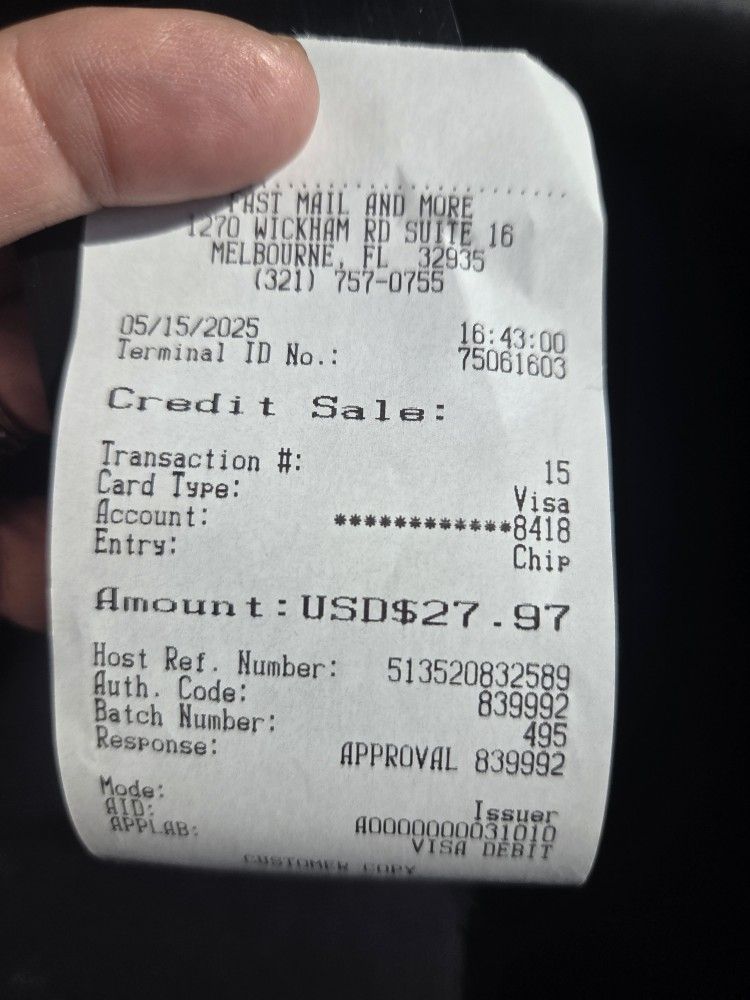 FAST MAIL AND MORE
1270 WICKHAM RD SUITE 16
MELBOURNE, FL 32935
(321) 757-0755
05/15/2025 16:43:00
Terminal ID No.: 75061603
Credit Sale:
Transaction #: 15
Card Type: Visa
Account: ************8418
Entry: Chip
Amount:USD$27.97
Host Ref. Number: 513520832589
Auth. Code: 839992
Batch Number: 495
Response: APPROVAL 839992
Mode: Issuer
AID: A0000000031010
APPLAB: VISA DEBIT
CUSTOMER COPY